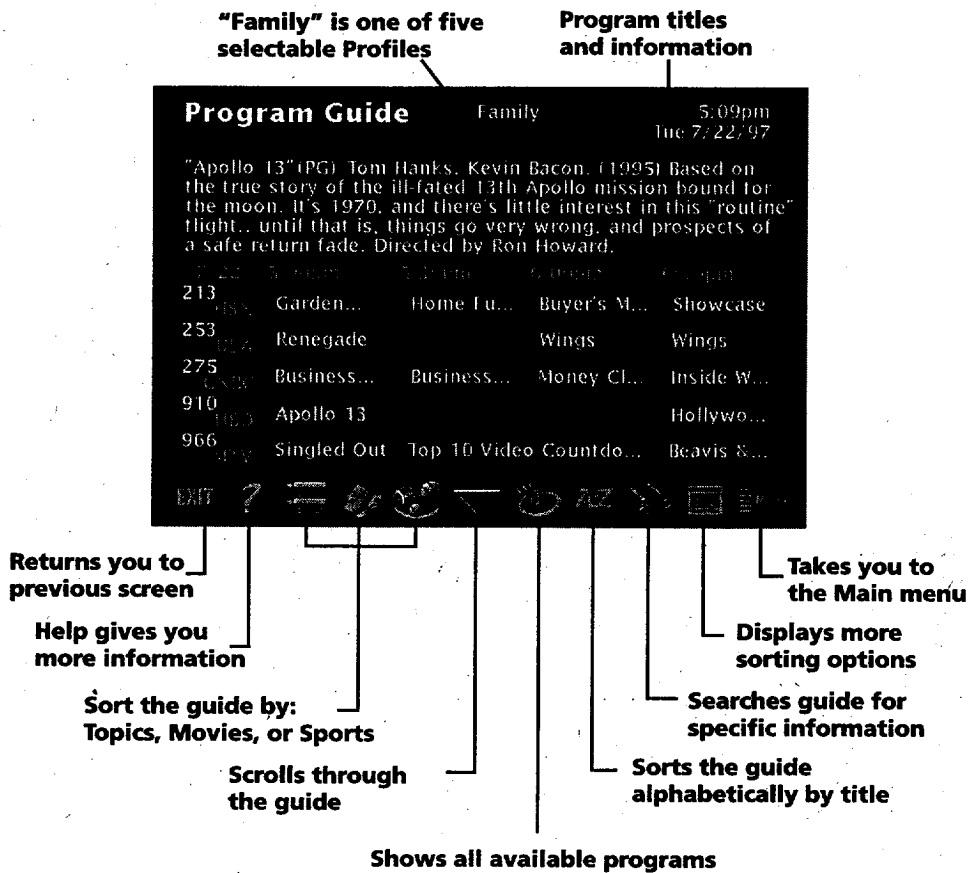 “Family” is one of five
selectable Profiles
Program titles
and information
Program Guide Family 5:09pm
Tue 7/22/97
"Apollo 13"(PG) Tom Hanks, Kevin Bacon. (1995) Based on
the true story of the ill-fated 13th Apollo mission bound for
the moon. It's 1970, and there's little interest in this "routine"
flight.. until that is, things go very wrong, and prospects of
a safe return fade. Directed by Ron Howard.
213 Garden... Home Fu... Buyer's M... Showcase
253 Renegade Wings Wings
275 Business... Business... Money Cl... Inside W...
910 Apollo 13 Hollywo...
966 Singled Out Top 10 Video Countdo... Beavis &...
EXIT ? AZ
Returns you to
previous screen
Takes you to
the Main menu
Help gives you
more information
Displays more
sorting options
Sort the guide by:
Topics, Movies, or Sports
Searches guide for
specific information
Scrolls through
the guide
Sorts the guide
alphabetically by title
Shows all available programs